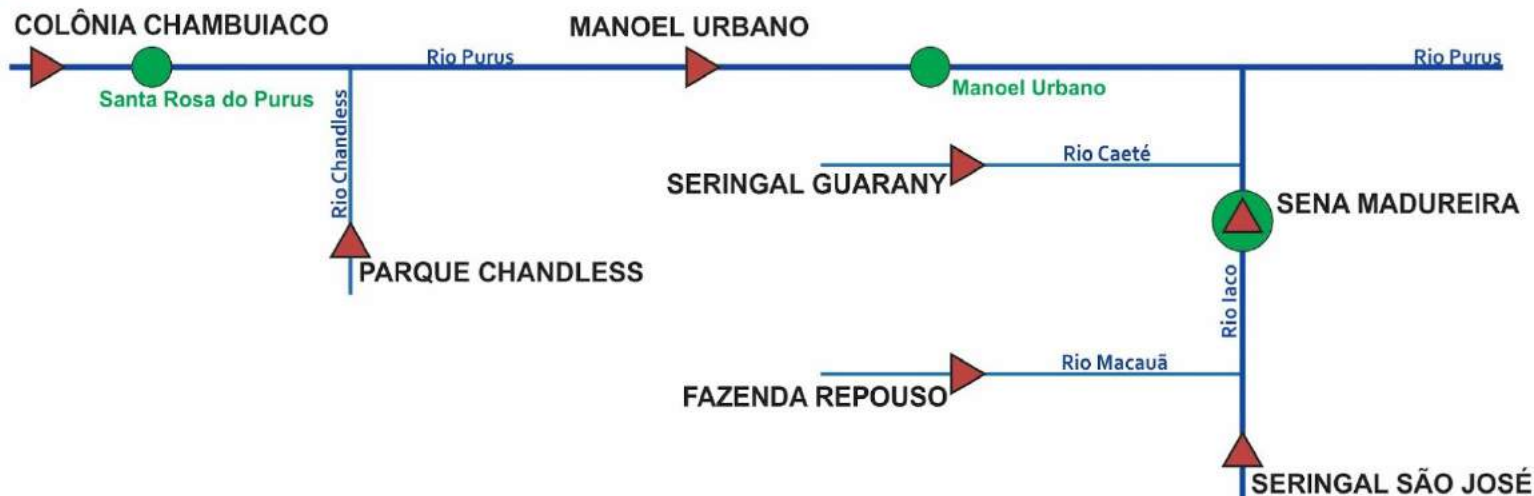 COLÔNIA CHAMBUIACO
MANOEL URBANO
Rio Purus
Rio Purus
Santa Rosa do Purus
Manoel Urbano
Rio Chandless
Rio Caeté
SERINGAL GUARANY
SENA MADUREIRA
PARQUE CHANDLESS
Rio Iaco
Rio Macauã
FAZENDA REPOUSO
SERINGAL SÃO JOSÉ